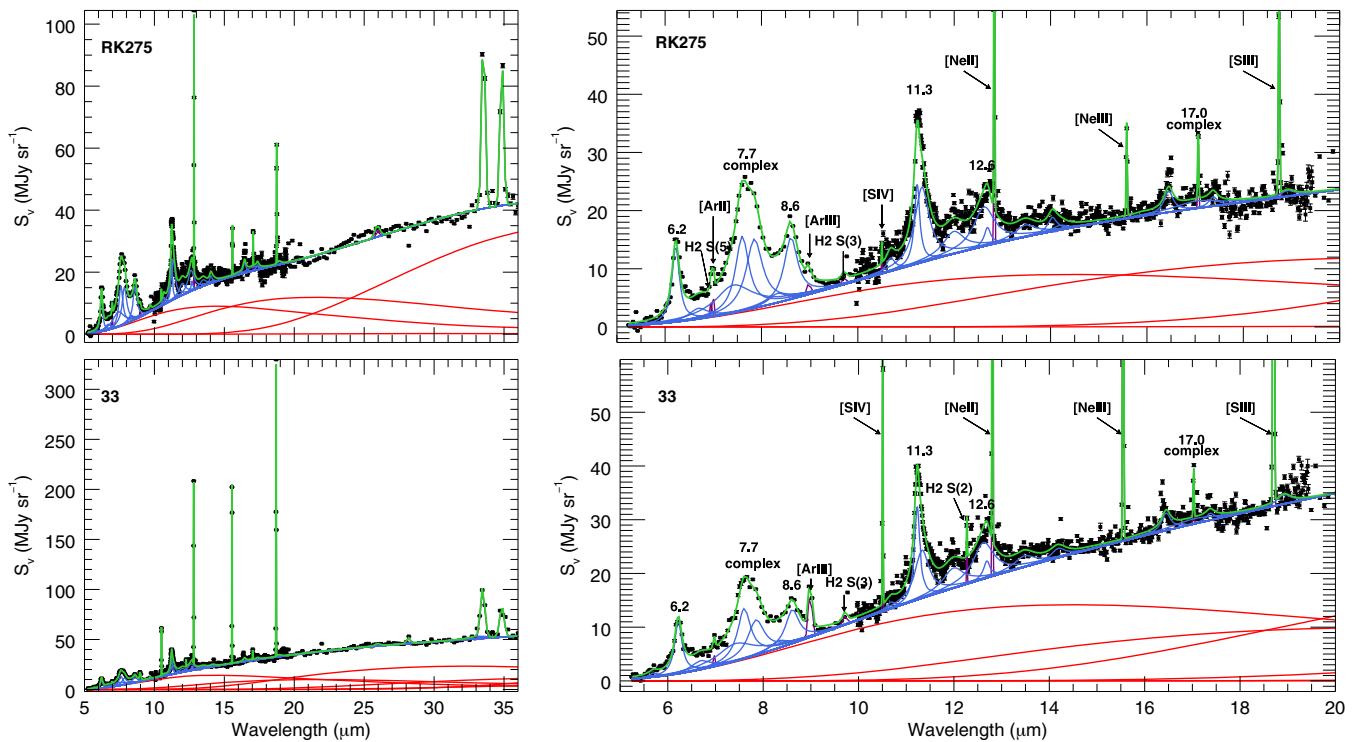 RK275
100
80
60
40
20
0
Sν (MJy sr⁻¹)
RK275
50
40
30
20
10
0
Sν (MJy sr⁻¹)
6.2
H2 S(5)
[ArII]
7.7
complex
8.6
[ArIII]
H2 S(3)
[SIV]
11.3
12.6
[NeII]
[NeIII]
17.0
complex
[SIII]
33
300
250
200
150
100
50
0
Sν (MJy sr⁻¹)
5
10
15
20
25
30
35
Wavelength (μm)
33
50
40
30
20
10
0
Sν (MJy sr⁻¹)
6.2
7.7
complex
8.6
[ArIII]
H2 S(3)
[SIV]
11.3
H2 S(2)
12.6
[NeII]
[NeIII]
17.0
complex
[SIII]
6
8
10
12
14
16
18
20
Wavelength (μm)